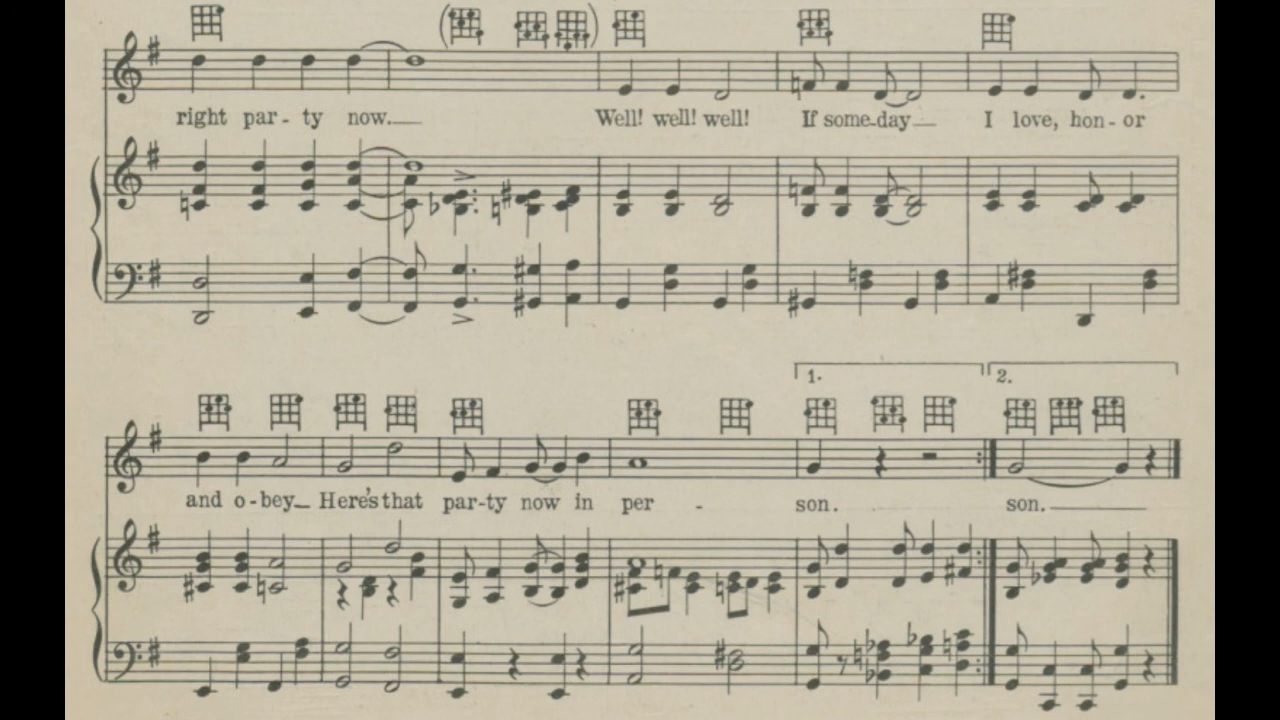 right par - ty now. Well! well! well! If some-day I love, hon - or
1. 2.
and o - bey Here's that par-ty now in per - son. son.